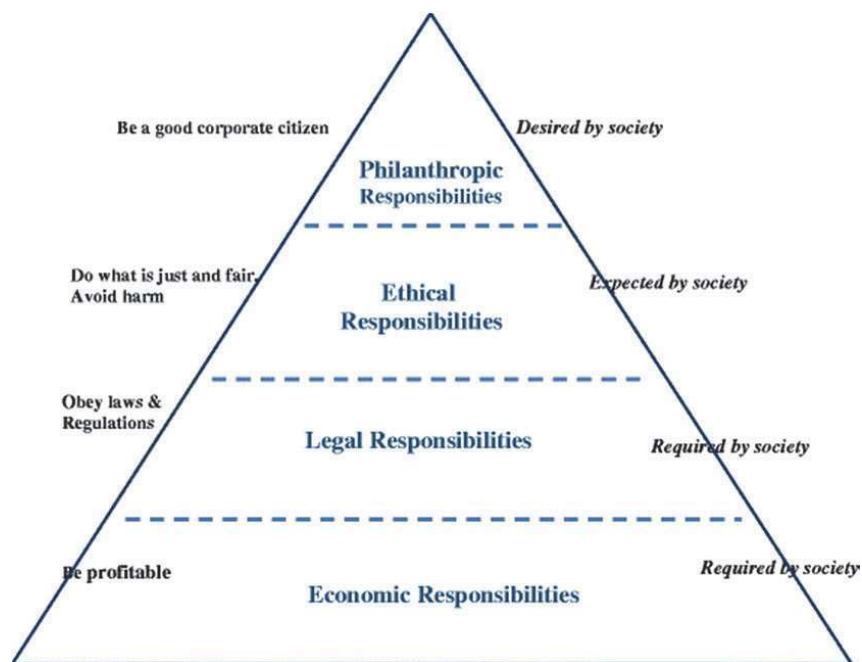 Be a good corporate citizen
Desired by society
Philanthropic
Responsibilities
Do what is just and fair,
Avoid harm
Expected by society
Ethical
Responsibilities
Obey laws &
Regulations
Legal Responsibilities
Required by society
Be profitable
Required by society
Economic Responsibilities